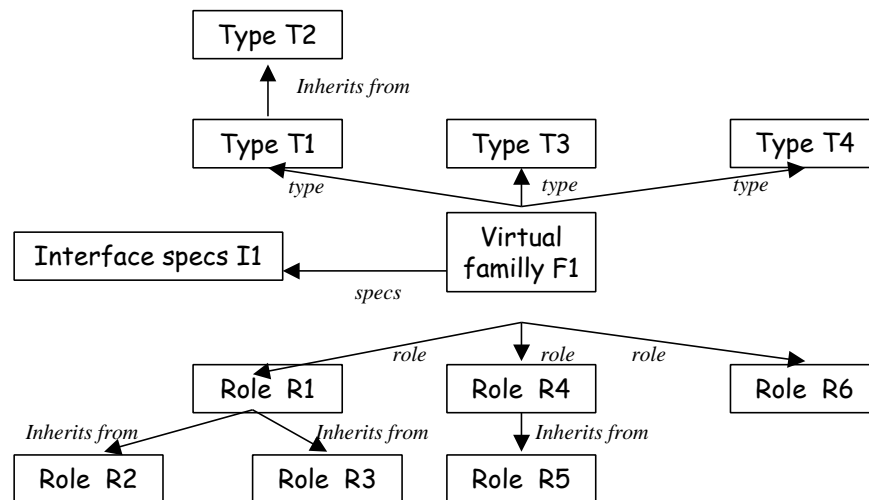 Type T2
Inherits from
Type T1
Type T3
Type T4
type
type
type
Interface specs I1
Virtual
familly F1
specs
role
role
role
Role R1
Role R4
Role R6
Inherits from
Inherits from
Inherits from
Role R2
Role R3
Role R5